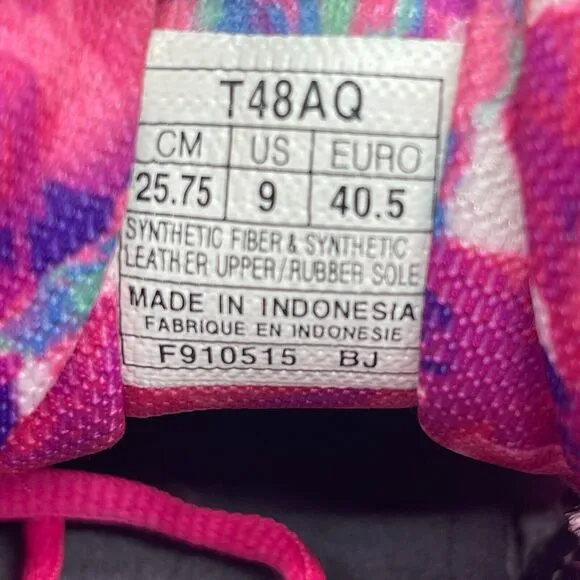 T48AQ
CM US EURO
25.75 9 40.5
SYNTHETIC FIBER & SYNTHETIC
LEATHER UPPER/RUBBER SOLE
MADE IN INDONESIA
FABRIQUE EN INDONESIE
F910515 BJ